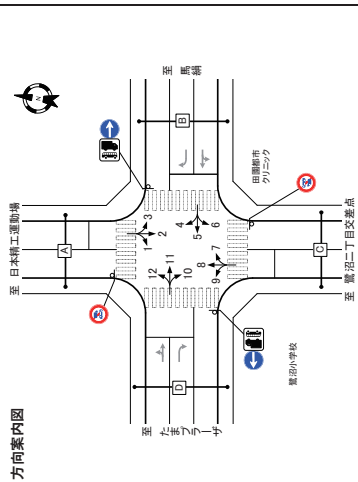 方向案内図
N
至 日本精工運動場
A
至 馬絹
B
至 鷺沼二丁目交差点
C
至 たまプラーザ
D
1
2
3
4
5
6
7
8
9
10
11
12
田園都市
クリニック
鷺沼小学校